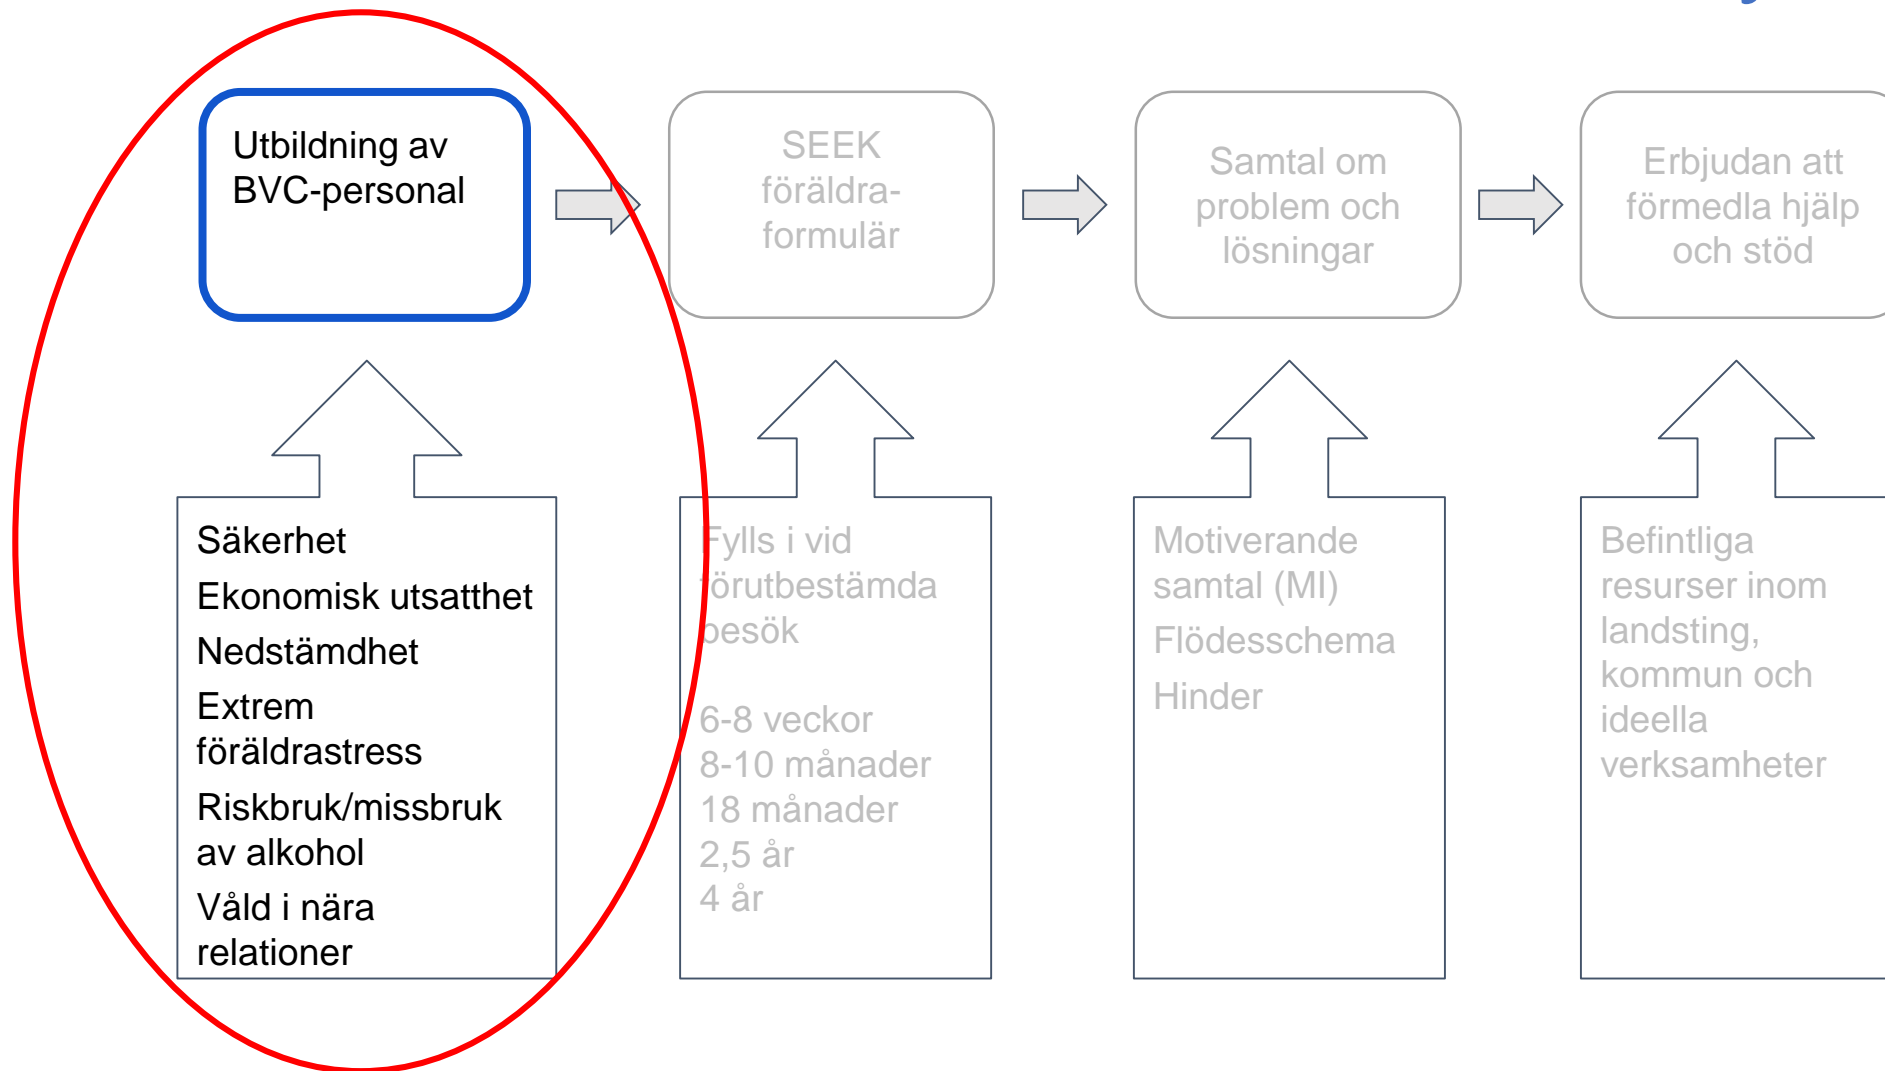 Utbildning av
BVC-personal
SEEK
föräldra-
formulär
Samtal om
problem och
lösningar
Erbjudan att
förmedla hjälp
och stöd
Säkerhet
Ekonomisk utsatthet
Nedstämdhet
Extrem
föräldrastress
Riskbruk/missbruk
av alkohol
Våld i nära
relationer
Fylls i vid
förutbestämda
besök
6-8 veckor
8-10 månader
18 månader
2,5 år
4 år
Motiverande
samtal (MI)
Flödesschema
Hinder
Befintliga
resurser inom
landsting,
kommun och
ideella
verksamheter